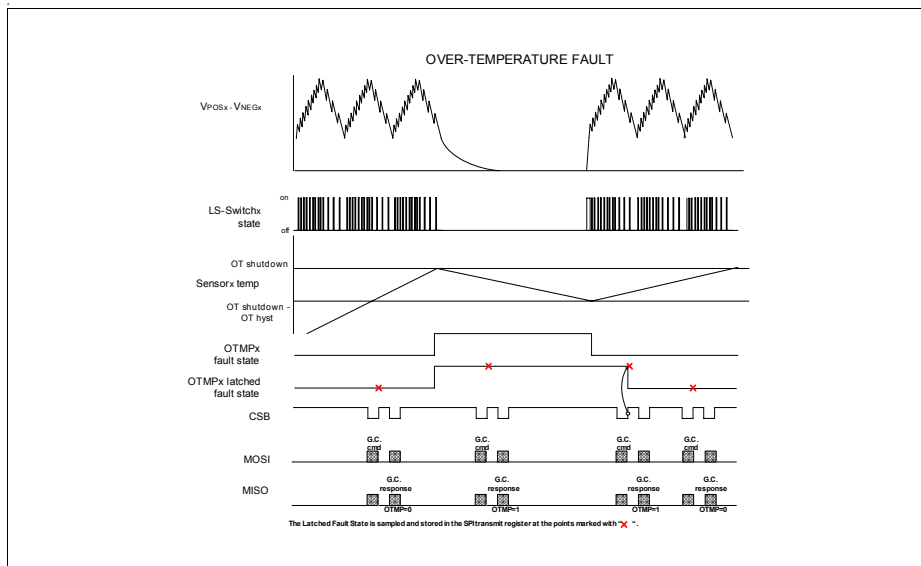 OVER-TEMPERATURE FAULT
VPOSx - VNEGx
on
LS-Switchx
state
off
OT shutdown
Sensorx temp
OT shutdown -
OT hyst
OTMPx
fault state
OTMPx latched
fault state
CSB
G.C. G.C. G.C. G.C.
cmd cmd cmd cmd
MOSI
G.C. G.C. G.C. G.C.
MISO response response response response
OTMP=0 OTMP=1 OTMP=1 OTMP=0
The Latched Fault State is sampled and stored in the SPI transmit register at the points marked with "X ".